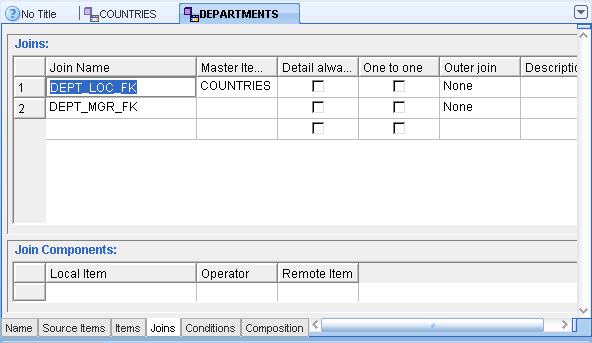 No Title COUNTRIES DEPARTMENTS
Joins:
Join Name Master Ite... Detail alwa... One to one Outer join Descriptio
1 DEPT_LOC_FK COUNTRIES None
2 DEPT_MGR_FK None
Join Components:
Local Item Operator Remote Item
Name Source Items Items Joins Conditions Composition